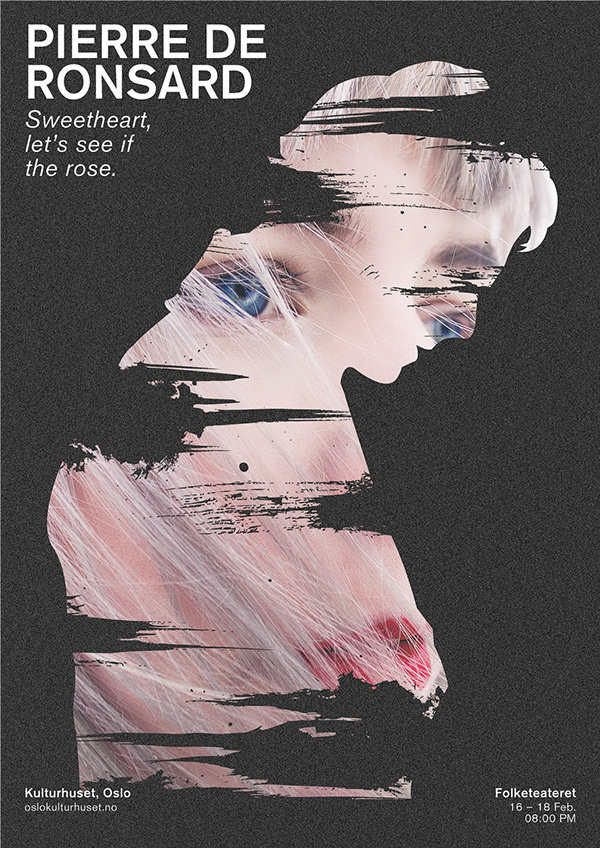 PIERRE DE
RONSARD
Sweetheart,
let's see if
the rose.
Kulturhuset, Oslo
oslokulturhuset.no
Folketeateret
16 – 18 Feb.
08:00 PM